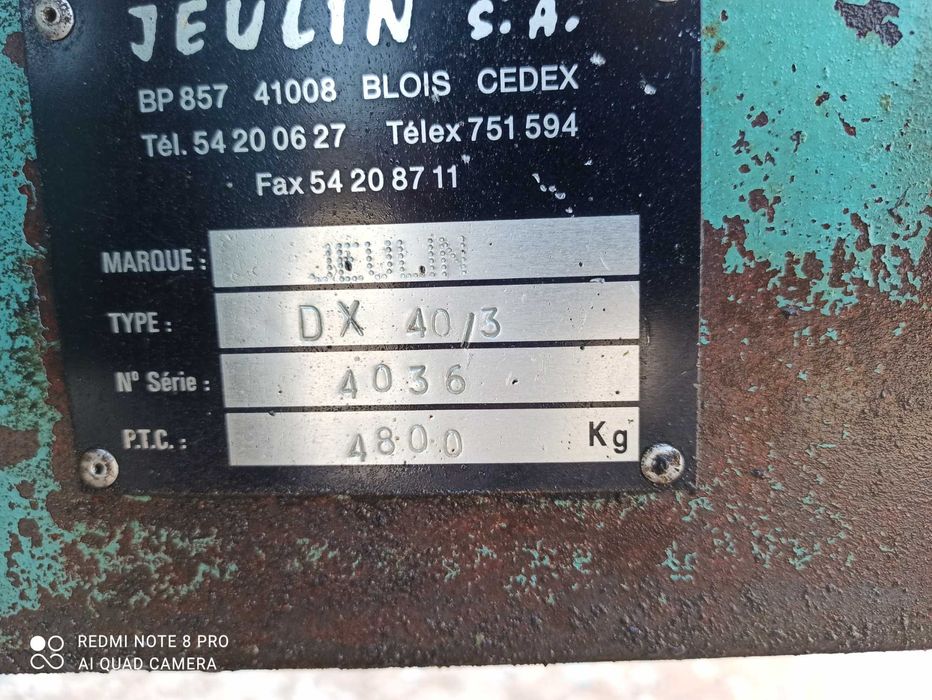 JEULIN S.A.
BP 857 41008 BLOIS CEDEX
Tél. 54 20 06 27 Télex 751 594
Fax 54 20 87 11
MARQUE : JEULIN
TYPE : DX 40/3
N° Série : 4036
P.T.C. : 4800 Kg
REDMI NOTE 8 PRO
AI QUAD CAMERA